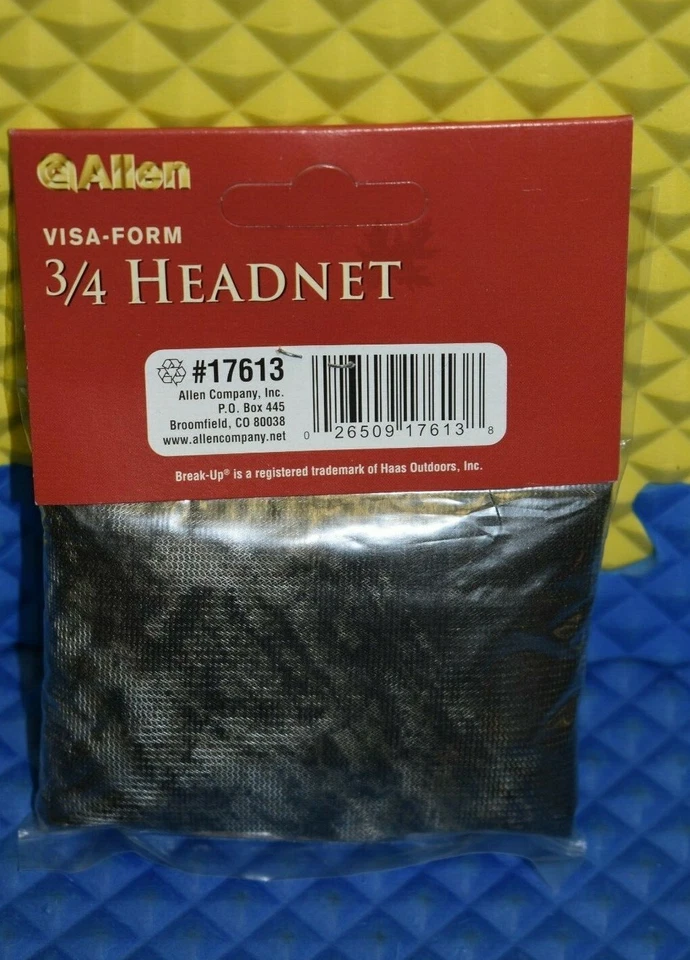 Allen
VISA-FORM
3/4 HEADNET
#17613
Allen Company, Inc.
P.O. Box 445
Broomfield, CO 80038
www.allencompany.net
0 26509 17613 8
Break-Up® is a registered trademark of Haas Outdoors, Inc.